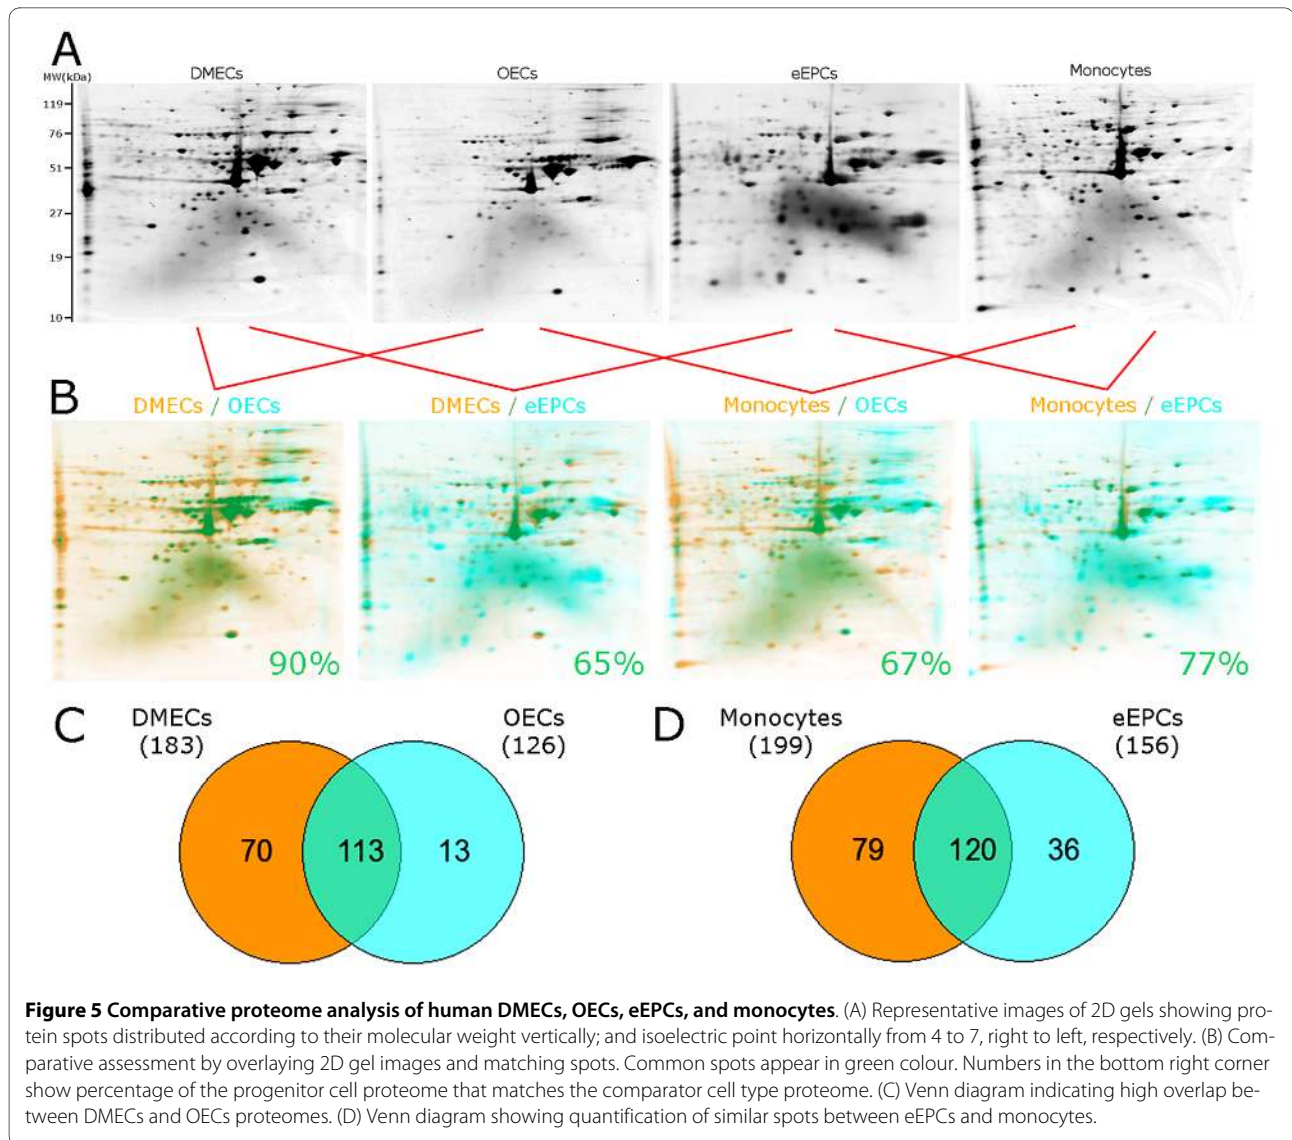 A
MW(kDa)
DMECs
OECs
eEPCs
Monocytes
119
76
51
27
19
10
B
DMECs / OECs
DMECs / eEPCs
Monocytes / OECs
Monocytes / eEPCs
90%
65%
67%
77%
C
DMECs
(183)
OECs
(126)
70
113
13
D
Monocytes
(199)
eEPCs
(156)
79
120
36
Figure 5 Comparative proteome analysis of human DMECs, OECs, eEPCs, and monocytes. (A) Representative images of 2D gels showing pro-
tein spots distributed according to their molecular weight vertically; and isoelectric point horizontally from 4 to 7, right to left, respectively. (B) Com-
parative assessment by overlaying 2D gel images and matching spots. Common spots appear in green colour. Numbers in the bottom right corner
show percentage of the progenitor cell proteome that matches the comparator cell type proteome. (C) Venn diagram indicating high overlap be-
tween DMECs and OECs proteomes. (D) Venn diagram showing quantification of similar spots between eEPCs and monocytes.